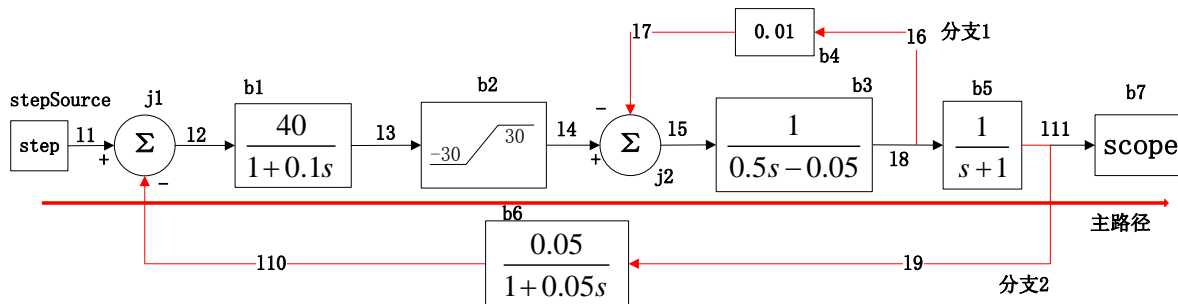 17
0.01
16
分支1
b4
stepSource
j1
b1
b2
b3
b5
b7
step
11
+
Σ
−
12
40
1+0.1s
13
-30
30
14
−
+
Σ
j2
15
1
0.5s−0.05
18
1
s+1
111
scope
主路径
b6
0.05
1+0.05s
110
19
分支2